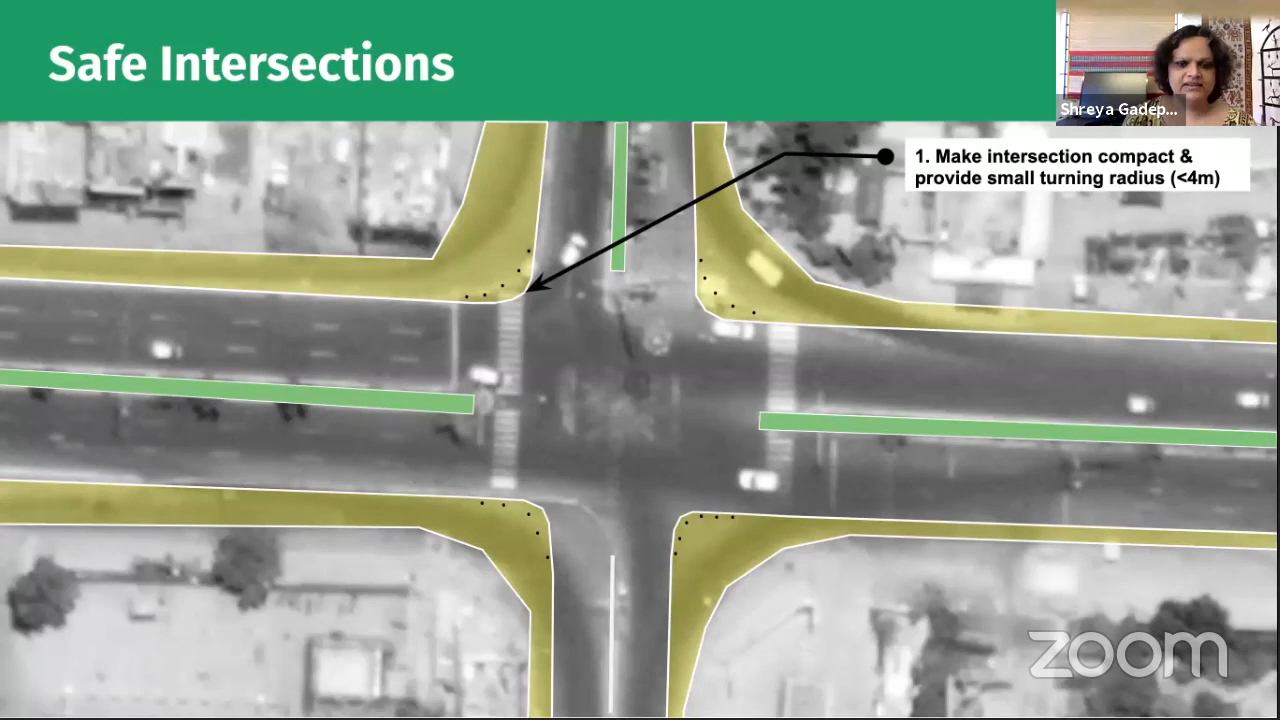 Safe Intersections
Shreya Gadep...
1. Make intersection compact &
provide small turning radius (<4m)
zoom